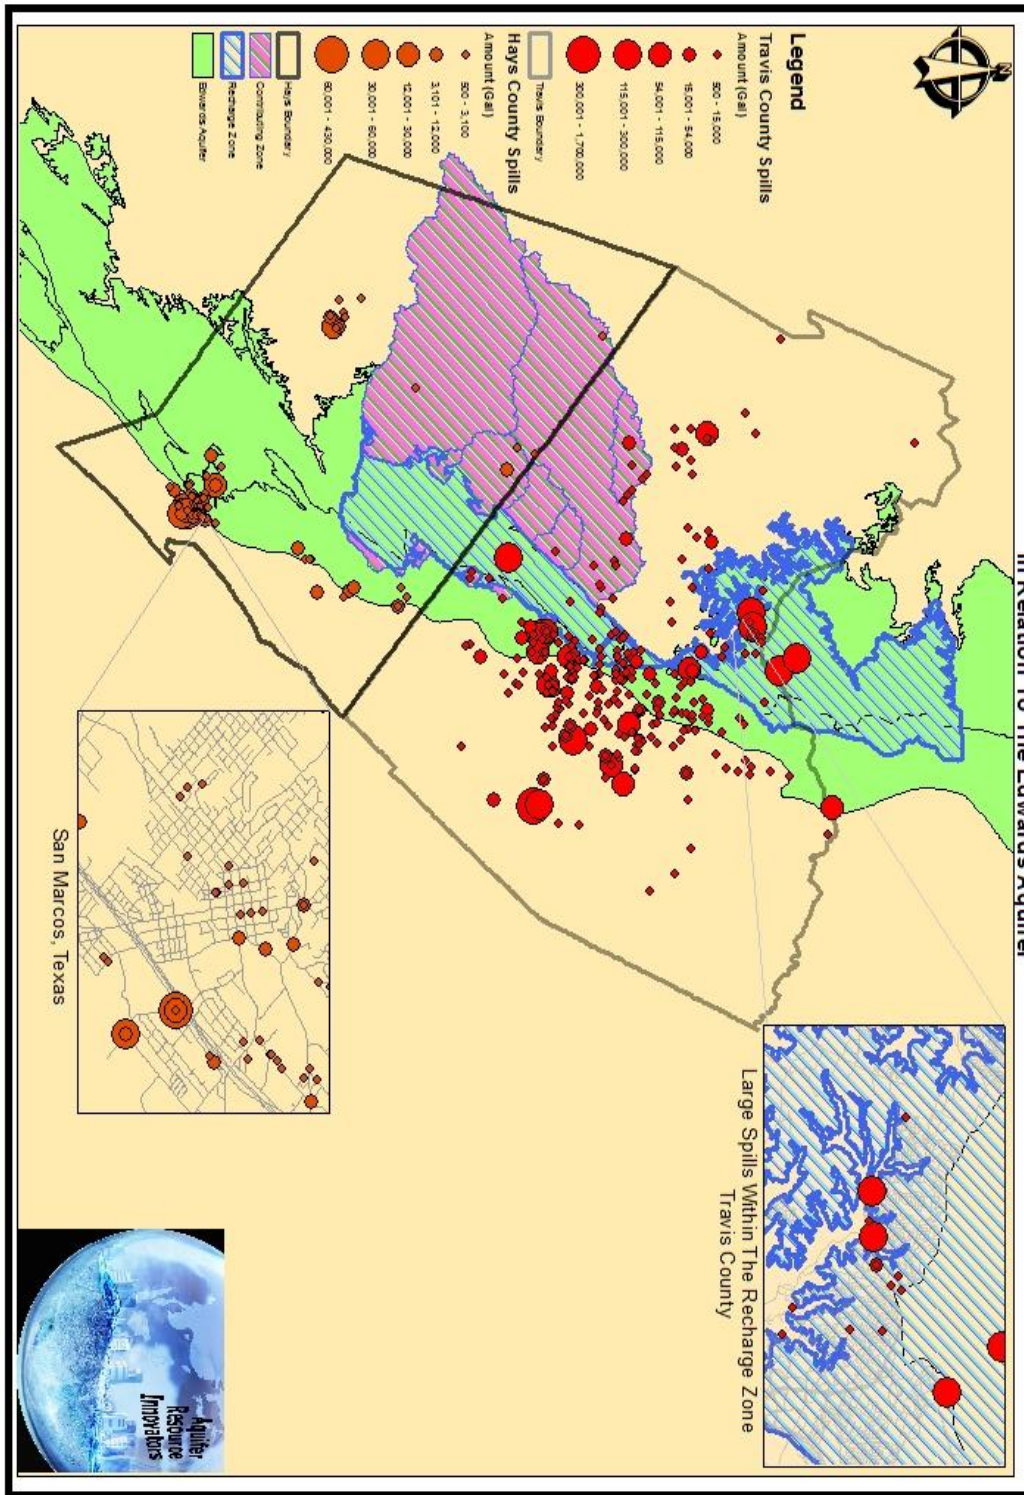 In Relation To The Edwards Aquifer
N
Legend
Travis County Spills
Amount (Gal)
500 - 15,000
15,001 - 54,000
54,001 - 115,000
115,001 - 300,000
300,001 - 1,700,000
Travis Boundary
Hays County Spills
Amount (Gal)
500 - 3,100
3,101 - 12,000
12,001 - 30,000
30,001 - 60,000
60,001 - 430,000
Hays Boundary
Contributing Zone
Recharge Zone
Edwards Aquifer
Large Spills Within The Recharge Zone
Travis County
San Marcos, Texas
Aquifer
Resource
Innovators